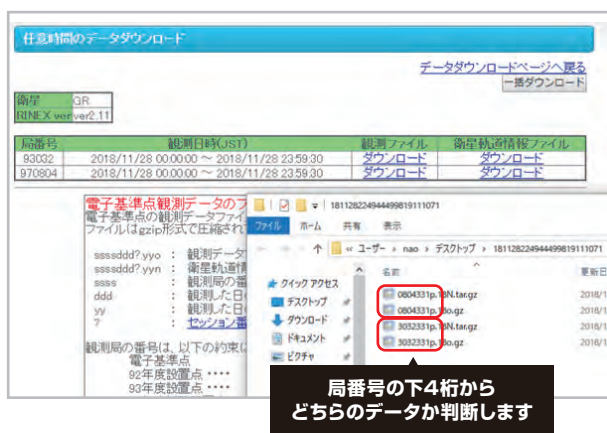 任意時間のデータダウンロード
データダウンロードページへ戻る
一括ダウンロード
衛星 GR
RINEX ver ver2.11
局番号 観測日時(JST) 観測ファイル 衛星軌道情報ファイル
93032 2018/11/28 00:00:00 ~ 2018/11/28 23:59:30 ダウンロード ダウンロード
970804 2018/11/28 00:00:00 ~ 2018/11/28 23:59:30 ダウンロード ダウンロード
電子基準点観測データのフ
電子基準点の観測データファイ
ファイルはgzip形式で圧縮され
ssssddd?.yyo : 観測データ
ssssddd?.yyn : 衛星軌道情
ssss : 観測局の番
ddd : 観測した日
yy : 観測した日
? : セッション番
観測局の番号は、以下の約束に
電子基準点
92年度設置点 ・・・・
93年度設置点 ・・・・
181128224944499819111071
ファイル ホーム 共有 表示
« ユーザー › nao › デスクトップ › 181128224944499819111071
名前 更新日
クイック アクセス
デスクトップ
ダウンロード
ドキュメント
ピクチャ
0804331p.18N.tar.gz 2018/1
0804331p.18o.gz 2018/1
3032331p.18N.tar.gz 2018/1
3032331p.18o.gz 2018/1
局番号の下4桁から
どちらのデータか判断します